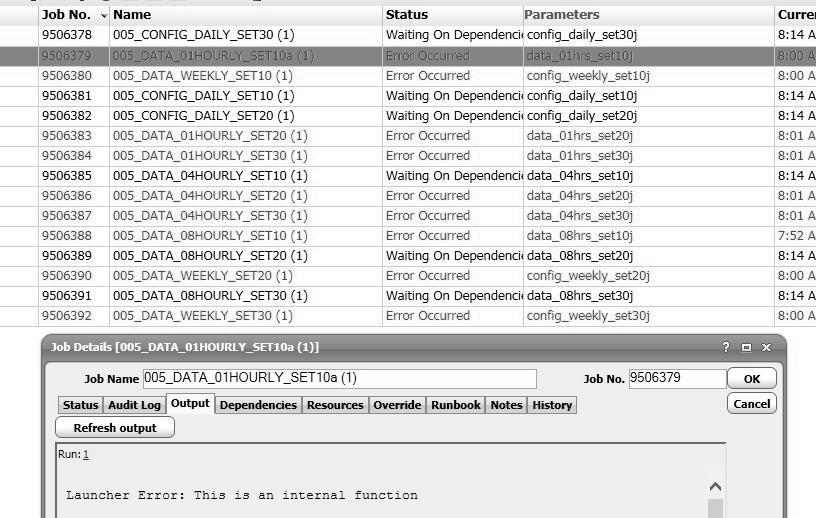 Job No. Name Status Parameters Curre
9506378 005_CONFIG_DAILY_SET30 (1) Waiting On Dependencie config_daily_set30j 8:14 A
9506379 005_DATA_01HOURLY_SET10a (1) Error Occurred data_01hrs_set10j 8:00 A
9506380 005_DATA_WEEKLY_SET10 (1) Error Occurred config_weekly_set10j 8:00 A
9506381 005_CONFIG_DAILY_SET10 (1) Waiting On Dependencie config_daily_set10j 8:14 A
9506382 005_CONFIG_DAILY_SET20 (1) Waiting On Dependencie config_daily_set20j 8:14 A
9506383 005_DATA_01HOURLY_SET20 (1) Error Occurred data_01hrs_set20j 8:01 A
9506384 005_DATA_01HOURLY_SET30 (1) Error Occurred data_01hrs_set30j 8:01 A
9506385 005_DATA_04HOURLY_SET10 (1) Waiting On Dependencie data_04hrs_set10j 8:14 A
9506386 005_DATA_04HOURLY_SET20 (1) Error Occurred data_04hrs_set20j 8:01 A
9506387 005_DATA_04HOURLY_SET30 (1) Error Occurred data_04hrs_set30j 8:01 A
9506388 005_DATA_08HOURLY_SET10 (1) Error Occurred data_08hrs_set10j 7:52 A
9506389 005_DATA_08HOURLY_SET20 (1) Waiting On Dependencie data_08hrs_set20j 8:14 A
9506390 005_DATA_WEEKLY_SET20 (1) Error Occurred config_weekly_set20j 8:00 A
9506391 005_DATA_08HOURLY_SET30 (1) Waiting On Dependencie data_08hrs_set30j 8:14 A
9506392 005_DATA_WEEKLY_SET30 (1) Error Occurred config_weekly_set30j 8:00 A
Job Details [005_DATA_01HOURLY_SET10a (1)] ?
Job Name 005_DATA_01HOURLY_SET10a (1) Job No. 9506379 OK
Status Audit Log Output Dependencies Resources Override Runbook Notes History Cancel
Refresh output
Run: 1
Launcher Error: This is an internal function